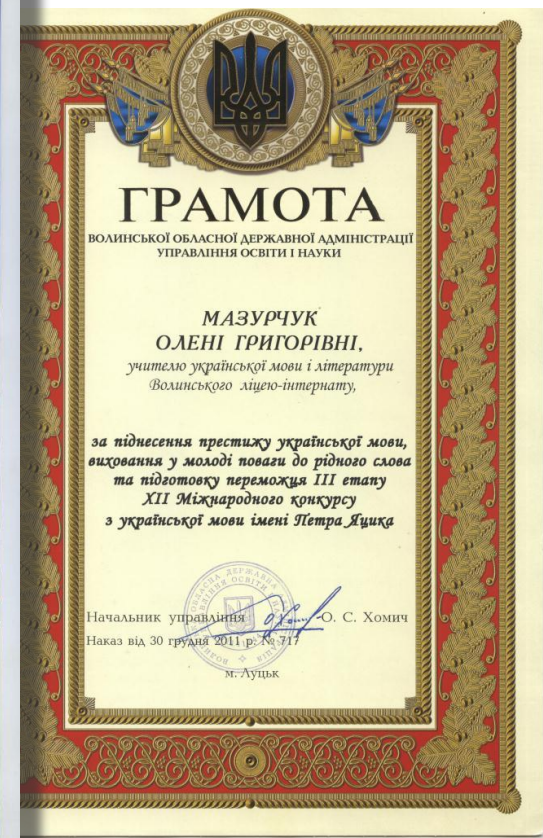 ГРАМОТА
ВОЛИНСЬКОЇ ОБЛАСНОЇ ДЕРЖАВНОЇ АДМІНІСТРАЦІЇ
УПРАВЛІННЯ ОСВІТИ І НАУКИ
МАЗУРЧУК
ОЛЕНІ ГРИГОРІВНІ,
учителю української мови і літератури
Волинського ліцею-інтернату,
за піднесення престижу української мови,
виховання у молоді поваги до рідного слова
та підготовку переможця III етапу
XII Міжнародного конкурсу
з української мови імені Петра Яцика
Начальник управління О. С. Хомич
Наказ від 30 грудня 2011 р. № 717
м. Луцьк